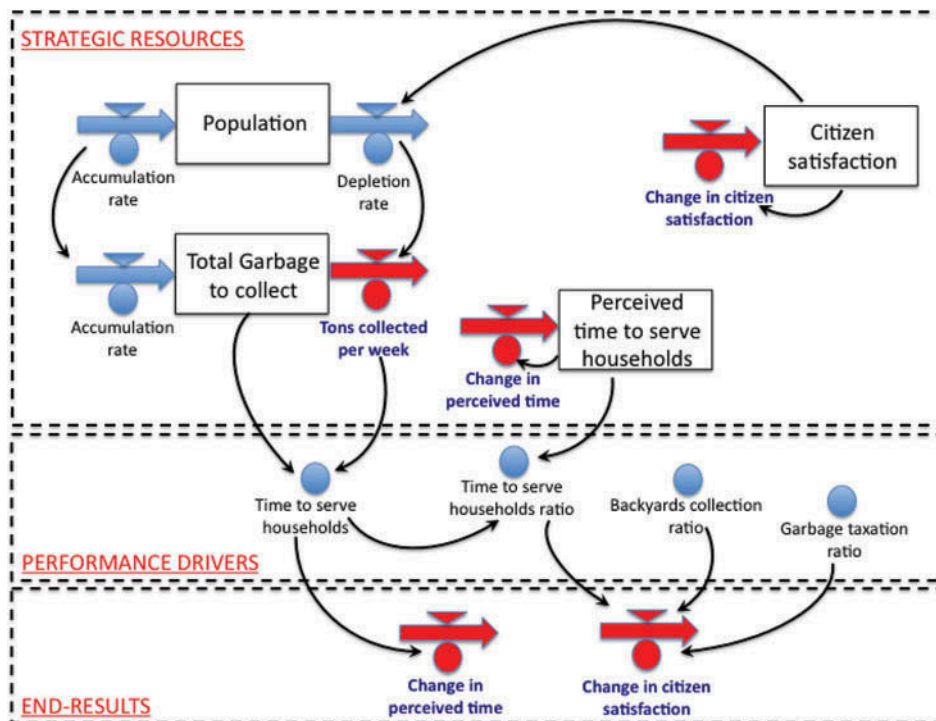 STRATEGIC RESOURCES
Population
Accumulation
rate
Depletion
rate
Citizen
satisfaction
Change in citizen
satisfaction
Total Garbage
to collect
Accumulation
rate
Tons collected
per week
Perceived
time to serve
households
Change in
perceived time
Time to serve
households
Time to serve
households ratio
Backyards collection
ratio
Garbage taxation
ratio
PERFORMANCE DRIVERS
Change in
perceived time
Change in citizen
satisfaction
END-RESULTS